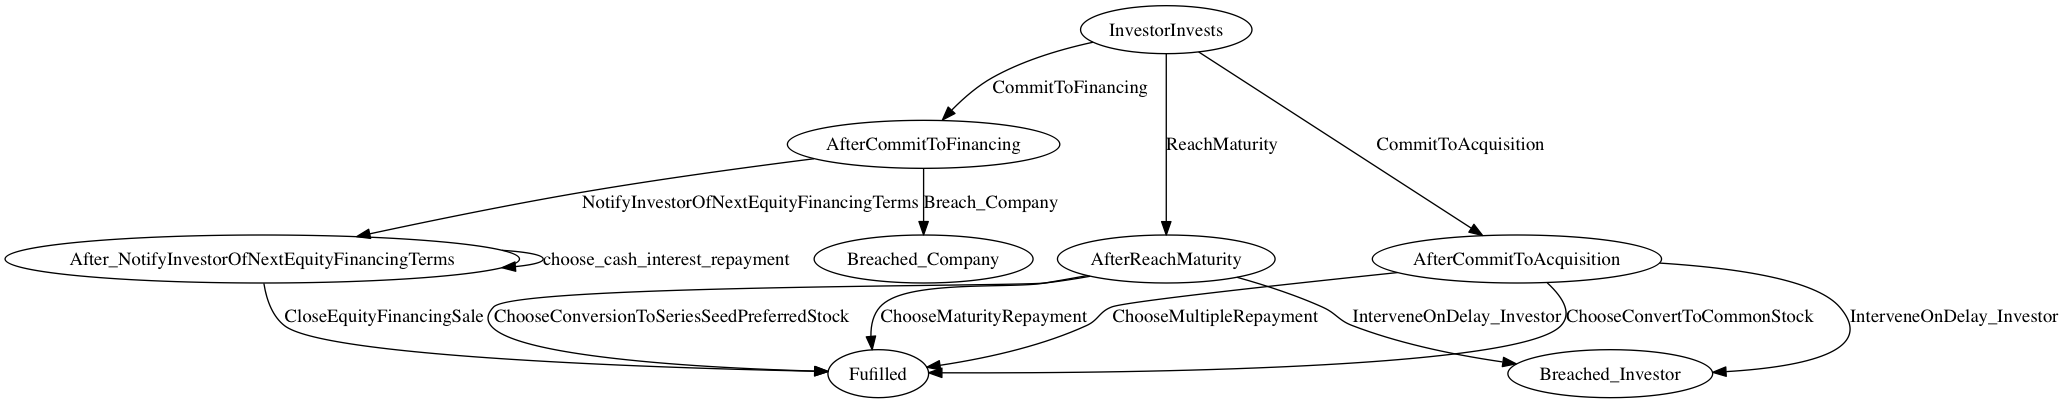 InvestorInvests
CommitToFinancing
AfterCommitToFinancing
ReachMaturity
CommitToAcquisition
NotifyInvestorOfNextEquityFinancingTerms
Breach_Company
After_NotifyInvestorOfNextEquityFinancingTerms
choose_cash_interest_repayment
Breached_Company
AfterReachMaturity
AfterCommitToAcquisition
CloseEquityFinancingSale
ChooseConversionToSeriesSeedPreferredStock
ChooseMaturityRepayment
ChooseMultipleRepayment
InterveneOnDelay_Investor
ChooseConvertToCommonStock
InterveneOnDelay_Investor
Fufilled
Breached_Investor